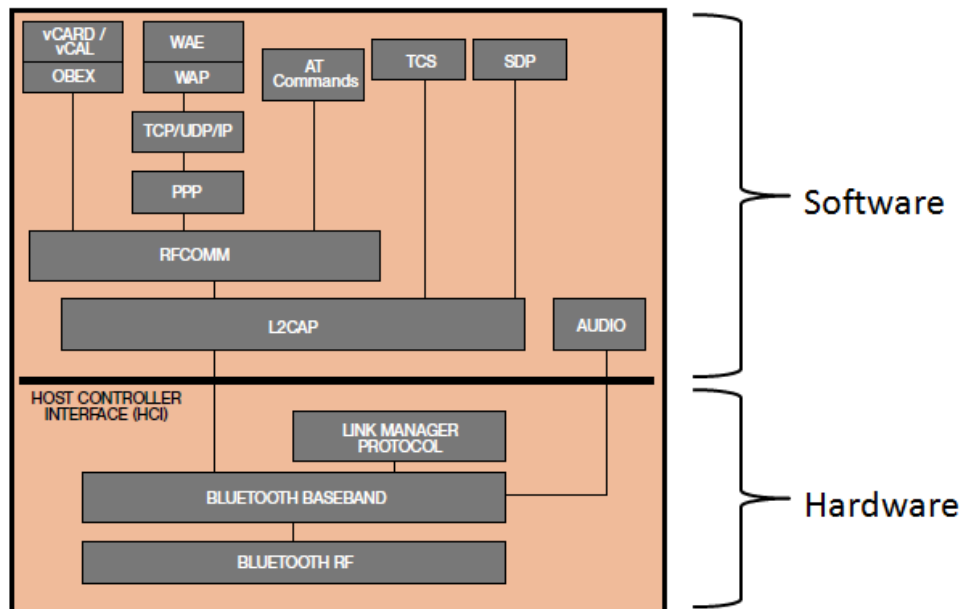 vCARD /
vCAL
OBEX
WAE
WAP
AT
Commands
TCS
SDP
TCP/UDP/IP
PPP
RFCOMM
L2CAP
AUDIO
Software
HOST CONTROLLER
INTERFACE (HCI)
LINK MANAGER
PROTOCOL
BLUETOOTH BASEBAND
BLUETOOTH RF
Hardware